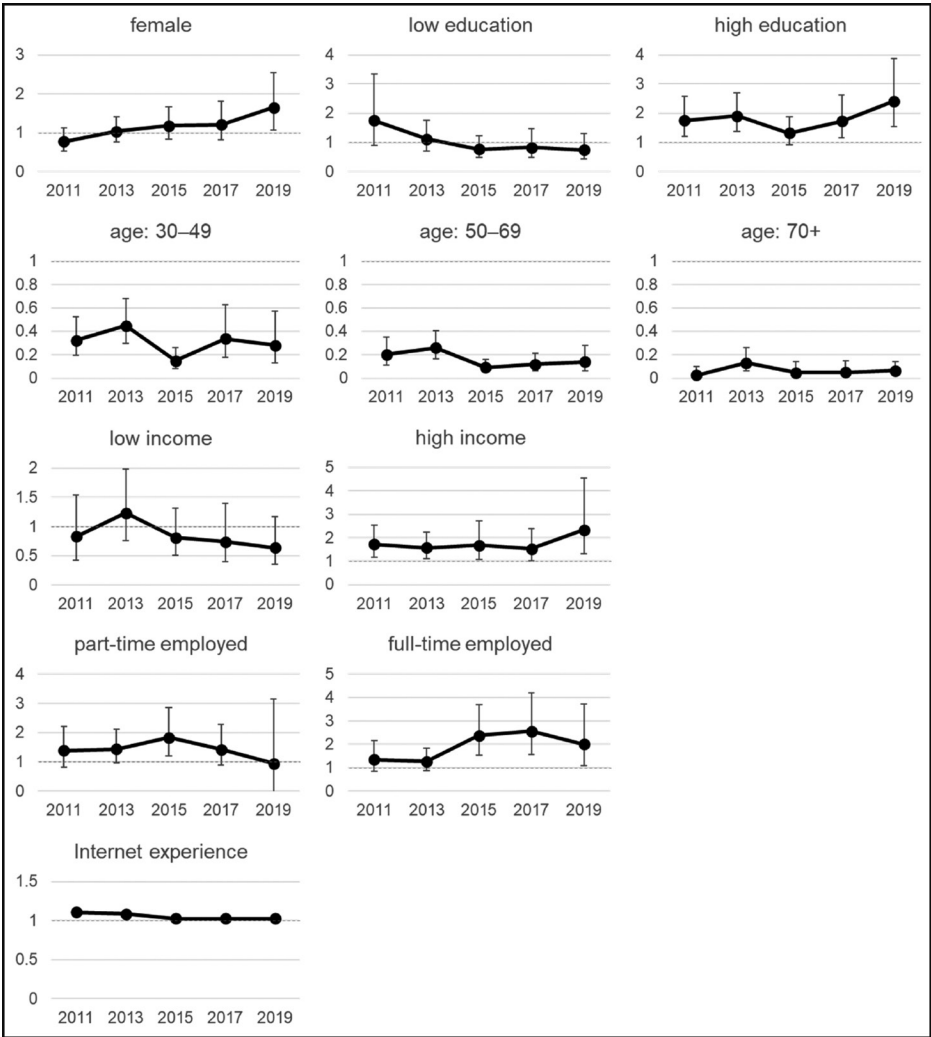 female
3
2
1
0
2011 2013 2015 2017 2019
low education
4
3
2
1
0
2011 2013 2015 2017 2019
high education
4
3
2
1
0
2011 2013 2015 2017 2019
age: 30–49
1
0.8
0.6
0.4
0.2
0
2011 2013 2015 2017 2019
age: 50–69
1
0.8
0.6
0.4
0.2
0
2011 2013 2015 2017 2019
age: 70+
1
0.8
0.6
0.4
0.2
0
2011 2013 2015 2017 2019
low income
2
1.5
1
0.5
0
2011 2013 2015 2017 2019
high income
5
4
3
2
1
0
2011 2013 2015 2017 2019
part-time employed
4
3
2
1
0
2011 2013 2015 2017 2019
full-time employed
5
4
3
2
1
0
2011 2013 2015 2017 2019
Internet experience
1.5
1
0.5
0
2011 2013 2015 2017 2019